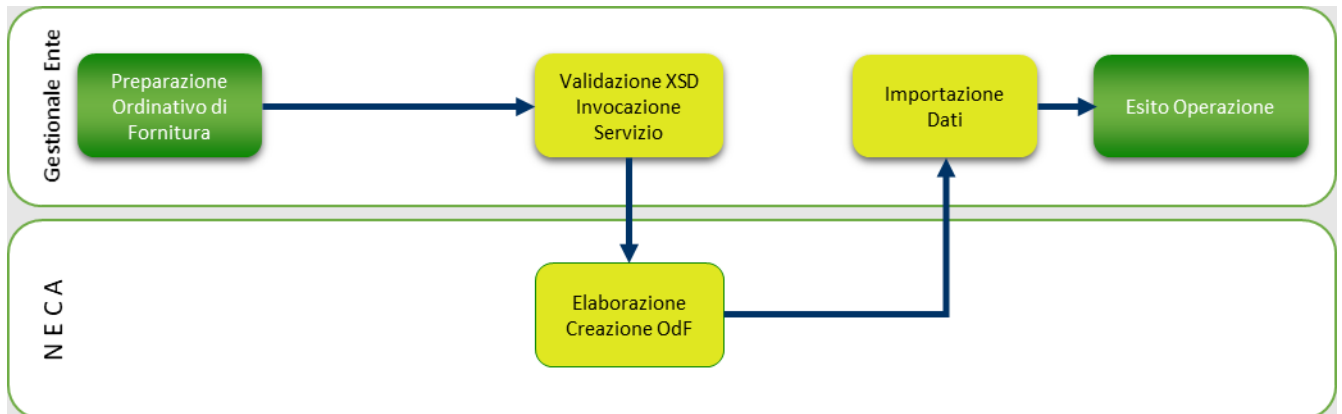 Gestionale Ente
Preparazione
Ordinativo di
Fornitura
Validazione XSD
Invocazione
Servizio
Importazione
Dati
Esito Operazione
N E C A
Elaborazione
Creazione OdF